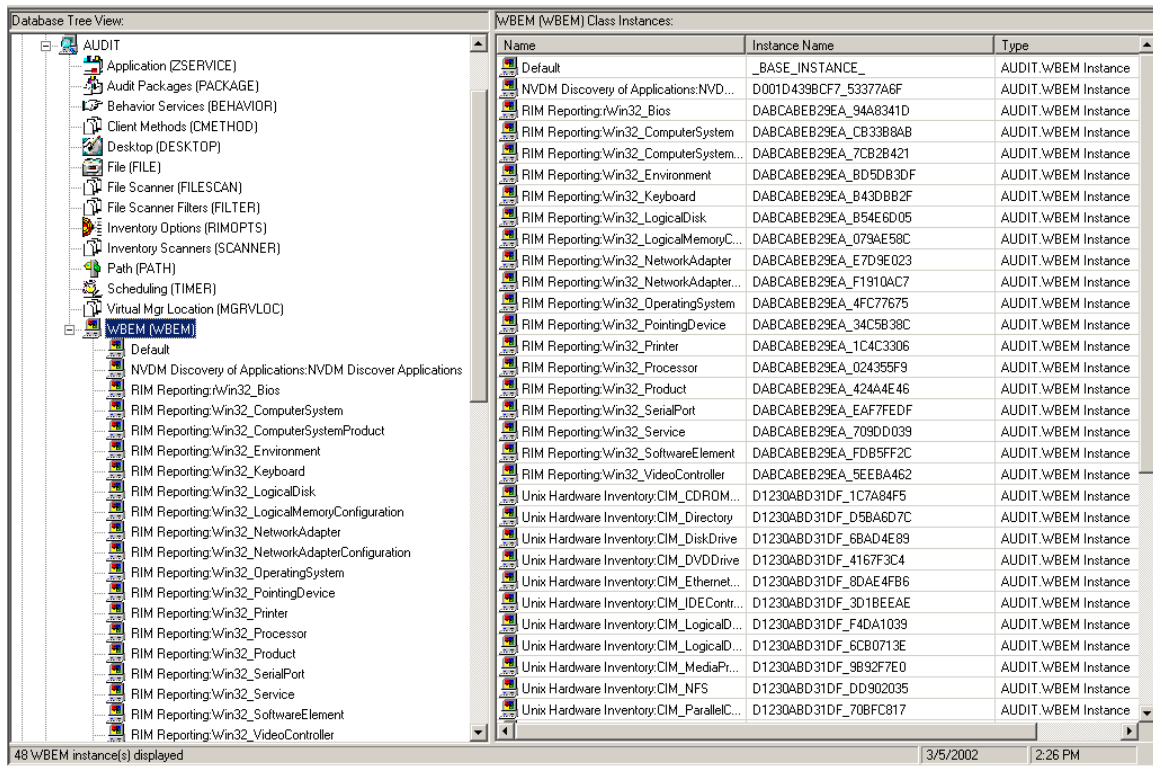 Database Tree View:
AUDIT
Application (ZSERVICE)
Audit Packages (PACKAGE)
Behavior Services (BEHAVIOR)
Client Methods (CMETHOD)
Desktop (DESKTOP)
File (FILE)
File Scanner (FILESCAN)
File Scanner Filters (FILTER)
Inventory Options (RIMOPTS)
Inventory Scanners (SCANNER)
Path (PATH)
Scheduling (TIMER)
Virtual Mgr Location (MGRVLOC)
WBEM (WBEM)
Default
NVDM Discovery of Applications:NVDM Discover Applications
RIM Reporting:rWin32_Bios
RIM Reporting:Win32_ComputerSystem
RIM Reporting:Win32_ComputerSystemProduct
RIM Reporting:Win32_Environment
RIM Reporting:Win32_Keyboard
RIM Reporting:Win32_LogicalDisk
RIM Reporting:Win32_LogicalMemoryConfiguration
RIM Reporting:Win32_NetworkAdapter
RIM Reporting:Win32_NetworkAdapterConfiguration
RIM Reporting:Win32_OperatingSystem
RIM Reporting:Win32_PointingDevice
RIM Reporting:Win32_Printer
RIM Reporting:Win32_Processor
RIM Reporting:Win32_Product
RIM Reporting:Win32_SerialPort
RIM Reporting:Win32_Service
RIM Reporting:Win32_SoftwareElement
RIM Reporting:Win32_VideoController
WBEM (WBEM) Class Instances:
Name Instance Name Type
Default _BASE_INSTANCE_ AUDIT.WBEM Instance
NVDM Discovery of Applications:NVD... D001D439BCF7_53377A6F AUDIT.WBEM Instance
RIM Reporting:rWin32_Bios DABCABEB29EA_94A8341D AUDIT.WBEM Instance
RIM Reporting:Win32_ComputerSystem DABCABEB29EA_CB33B8AB AUDIT.WBEM Instance
RIM Reporting:Win32_ComputerSystem... DABCABEB29EA_7CB2B421 AUDIT.WBEM Instance
RIM Reporting:Win32_Environment DABCABEB29EA_BD5DB3DF AUDIT.WBEM Instance
RIM Reporting:Win32_Keyboard DABCABEB29EA_B43DBB2F AUDIT.WBEM Instance
RIM Reporting:Win32_LogicalDisk DABCABEB29EA_B54E6D05 AUDIT.WBEM Instance
RIM Reporting:Win32_LogicalMemoryC... DABCABEB29EA_079AE58C AUDIT.WBEM Instance
RIM Reporting:Win32_NetworkAdapter DABCABEB29EA_E7D9E023 AUDIT.WBEM Instance
RIM Reporting:Win32_NetworkAdapter... DABCABEB29EA_F1910AC7 AUDIT.WBEM Instance
RIM Reporting:Win32_OperatingSystem DABCABEB29EA_4FC77675 AUDIT.WBEM Instance
RIM Reporting:Win32_PointingDevice DABCABEB29EA_34C5B38C AUDIT.WBEM Instance
RIM Reporting:Win32_Printer DABCABEB29EA_1C4C3306 AUDIT.WBEM Instance
RIM Reporting:Win32_Processor DABCABEB29EA_024355F9 AUDIT.WBEM Instance
RIM Reporting:Win32_Product DABCABEB29EA_424A4E46 AUDIT.WBEM Instance
RIM Reporting:Win32_SerialPort DABCABEB29EA_EAF7FEDF AUDIT.WBEM Instance
RIM Reporting:Win32_Service DABCABEB29EA_709DD039 AUDIT.WBEM Instance
RIM Reporting:Win32_SoftwareElement DABCABEB29EA_FDB5FF2C AUDIT.WBEM Instance
RIM Reporting:Win32_VideoController DABCABEB29EA_5EEBA462 AUDIT.WBEM Instance
Unix Hardware Inventory:CIM_CDROM... D1230ABD31DF_1C7A84F5 AUDIT.WBEM Instance
Unix Hardware Inventory:CIM_Directory D1230ABD31DF_D5BA6D7C AUDIT.WBEM Instance
Unix Hardware Inventory:CIM_DiskDrive D1230ABD31DF_6BAD4E89 AUDIT.WBEM Instance
Unix Hardware Inventory:CIM_DVDDrive D1230ABD31DF_4167F3C4 AUDIT.WBEM Instance
Unix Hardware Inventory:CIM_Ethernet... D1230ABD31DF_8DAE4FB6 AUDIT.WBEM Instance
Unix Hardware Inventory:CIM_IDEContr... D1230ABD31DF_3D1BEEAE AUDIT.WBEM Instance
Unix Hardware Inventory:CIM_LogicalD... D1230ABD31DF_F4DA1039 AUDIT.WBEM Instance
Unix Hardware Inventory:CIM_LogicalD... D1230ABD31DF_6CB0713E AUDIT.WBEM Instance
Unix Hardware Inventory:CIM_MediaPr... D1230ABD31DF_9B92F7E0 AUDIT.WBEM Instance
Unix Hardware Inventory:CIM_NFS D1230ABD31DF_DD902035 AUDIT.WBEM Instance
Unix Hardware Inventory:CIM_ParallelC... D1230ABD31DF_70BFC817 AUDIT.WBEM Instance
48 WBEM instance(s) displayed 3/5/2002 2:26 PM